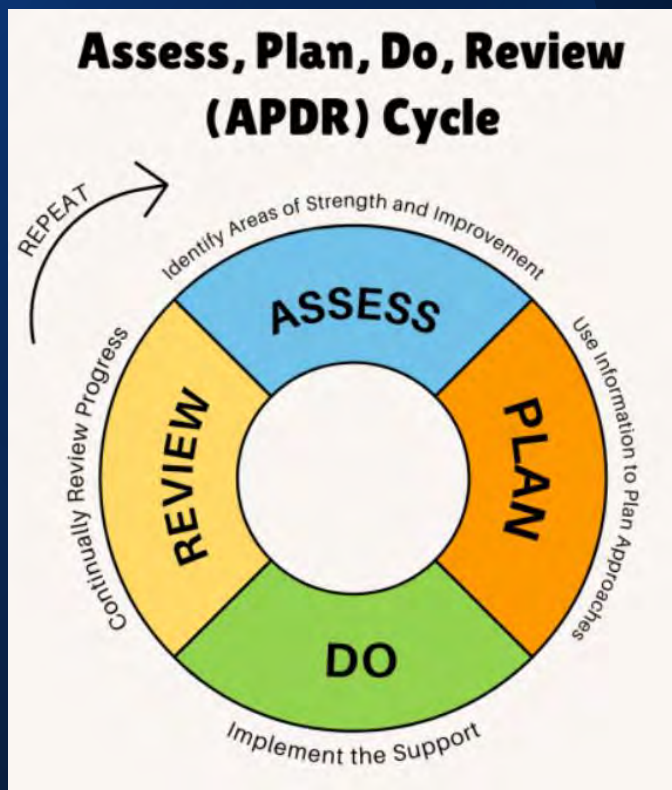 Assess, Plan, Do, Review
(APDR) Cycle
REPEAT
Identify Areas of Strength and Improvement
ASSESS
Use Information to Plan Approaches
PLAN
DO
Implement the Support
REVIEW
Continually Review Progress